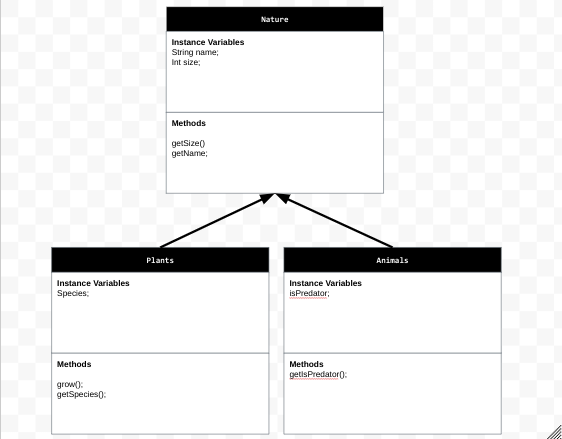 Nature
Instance Variables
String name;
Int size;
Methods
getSize()
getName;
Plants
Instance Variables
Species;
Methods
grow();
getSpecies();
Animals
Instance Variables
isPredator;
Methods
getIsPredator();